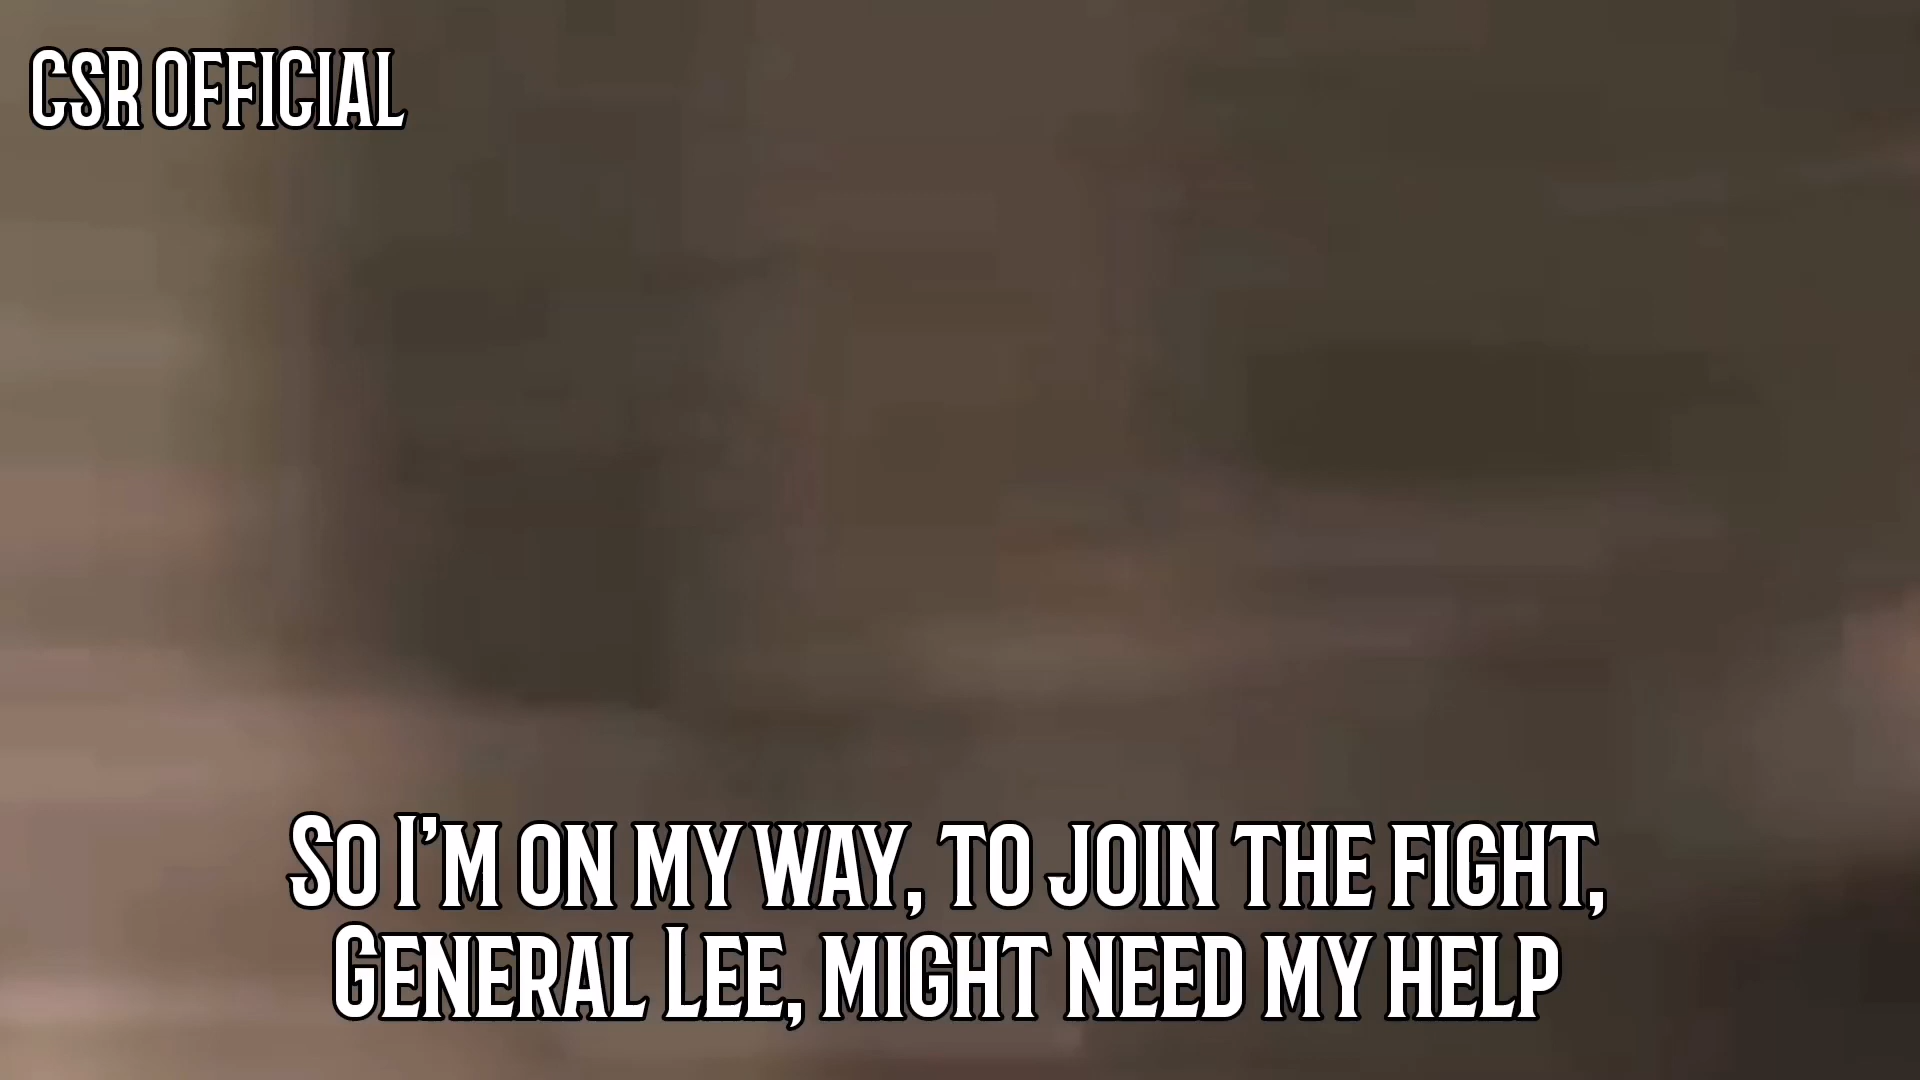 CSR OFFICIAL
So I'm on my way, to join the fight,
General Lee, might need my help